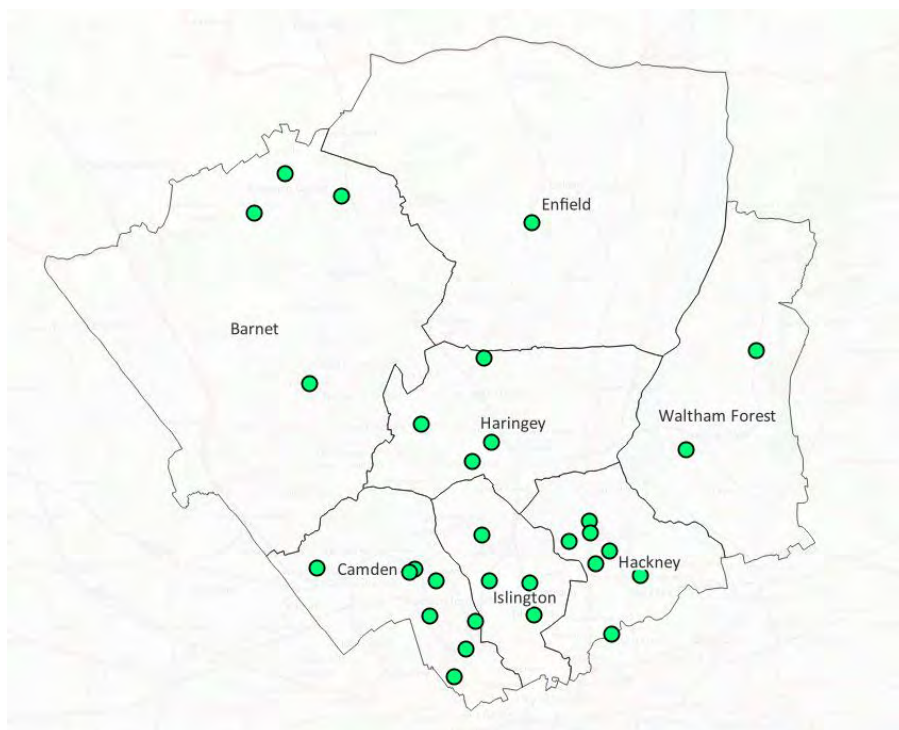 Enfield
Barnet
Waltham Forest
Haringey
Hackney
Camden
Islington